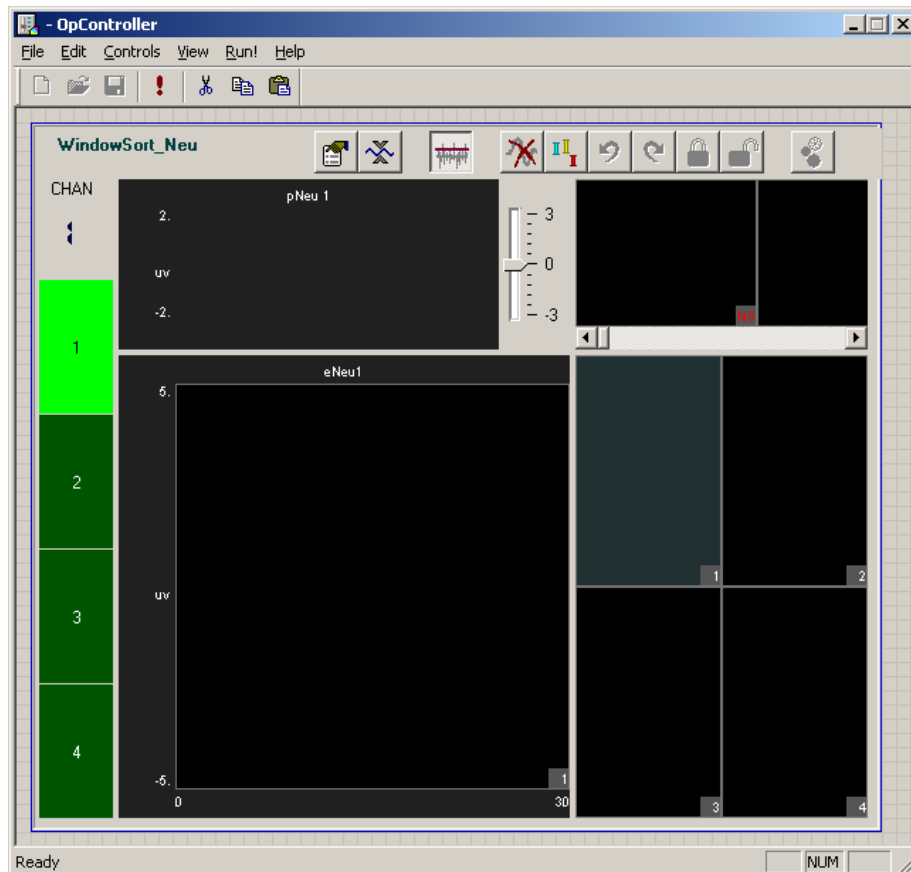 - OpController
File Edit Controls View Run! Help
WindowSort_Neu
CHAN
pNeu 1
2.
uv
-2.
3
0
-3
NS
1
2
3
4
eNeu1
5.
uv
-5.
0
30
1
1
2
3
4
Ready
NUM